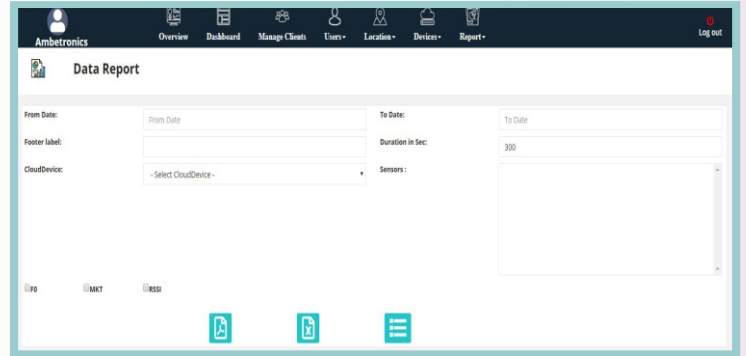 Ambetronics
Overview
Dashboard
Manage Clients
Users
Location
Devices
Report
Log out
Data Report
From Date:
From Date
To Date:
To Date
Footer label:
Duration in Sec:
300
CloudDevice:
- Select CloudDevice -
Sensors :
F0
MKT
RSSI